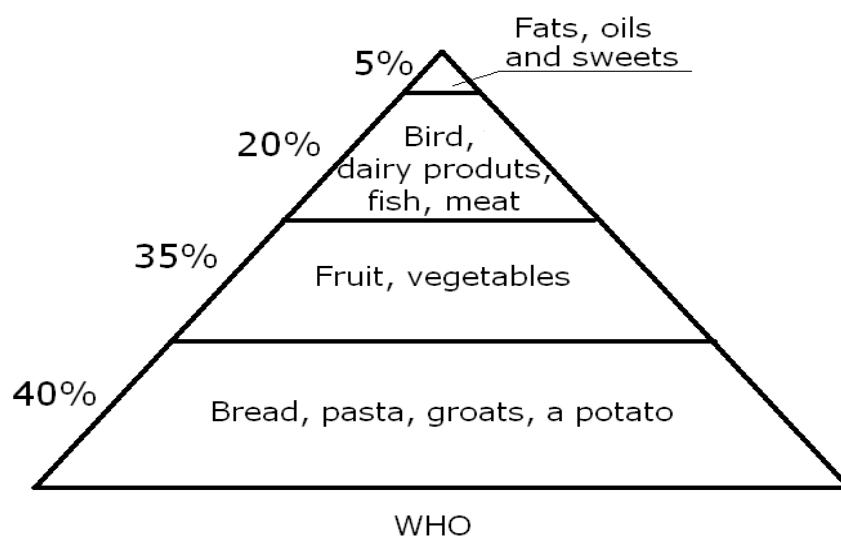 Fats, oils
and sweets
5%
20%
Bird,
dairy produts,
fish, meat
35%
Fruit, vegetables
40%
Bread, pasta, groats, a potato
WHO